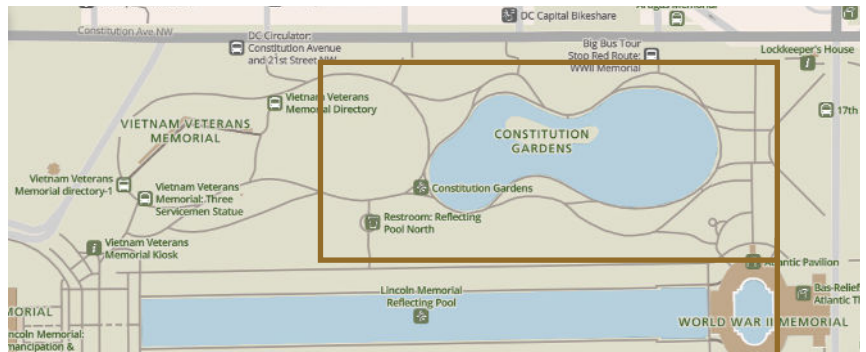 Constitution Ave NW
DC Capital Bikeshare
DC Circulator:
Constitution Avenue
and 21st Street NW
Big Bus Tour
Stop Red Route:
WWII Memorial
Lockkeeper's House
Vietnam Veterans
Memorial Directory
VIETNAM VETERANS
MEMORIAL
17th
CONSTITUTION
GARDENS
Vietnam Veterans
Memorial directory-1
Vietnam Veterans
Memorial: Three
Servicemen Statue
Constitution Gardens
Restroom: Reflecting
Pool North
Vietnam Veterans
Memorial Kiosk
Atlantic Pavilion
Lincoln Memorial
Reflecting Pool
Bas-Relief
Atlantic
MORIAL
WORLD WAR II MEMORIAL
ncoln Memorial:
mancipation &